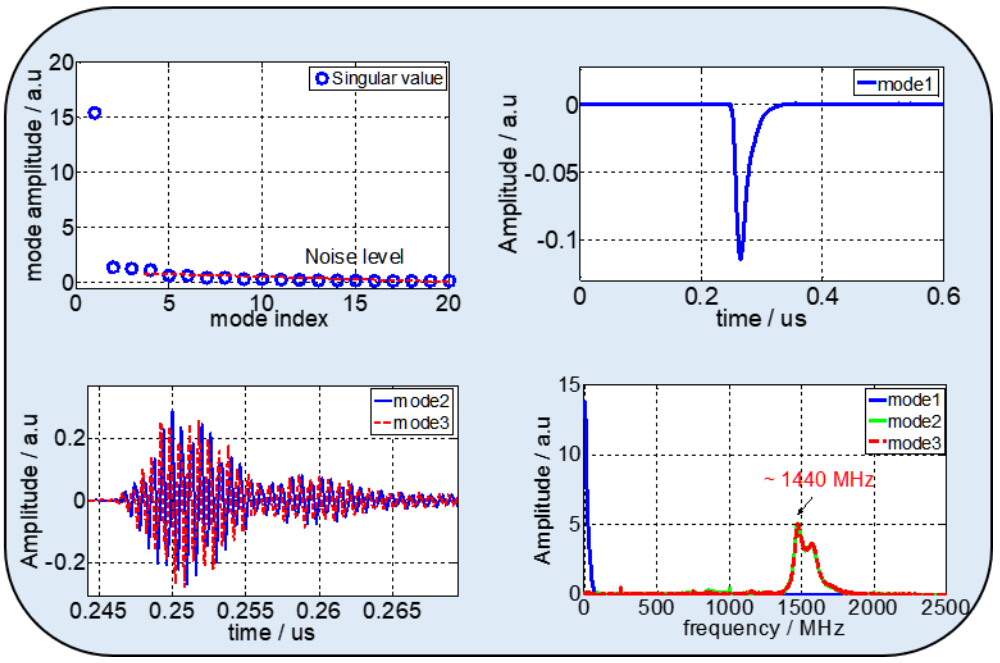 20
15
10
5
0
mode amplitude / a.u
Singular value
Noise level
0 5 10 15 20
mode index
0
-0.05
-0.1
Amplitude / a.u
mode1
0 0.2 0.4 0.6
time / us
0.2
0
-0.2
Amplitude / a.u
mode2
mode3
0.245 0.25 0.255 0.26 0.265
time / us
15
10
5
0
Amplitude / a.u
mode1
mode2
mode3
~ 1440 MHz
0 500 1000 1500 2000 2500
frequency / MHz